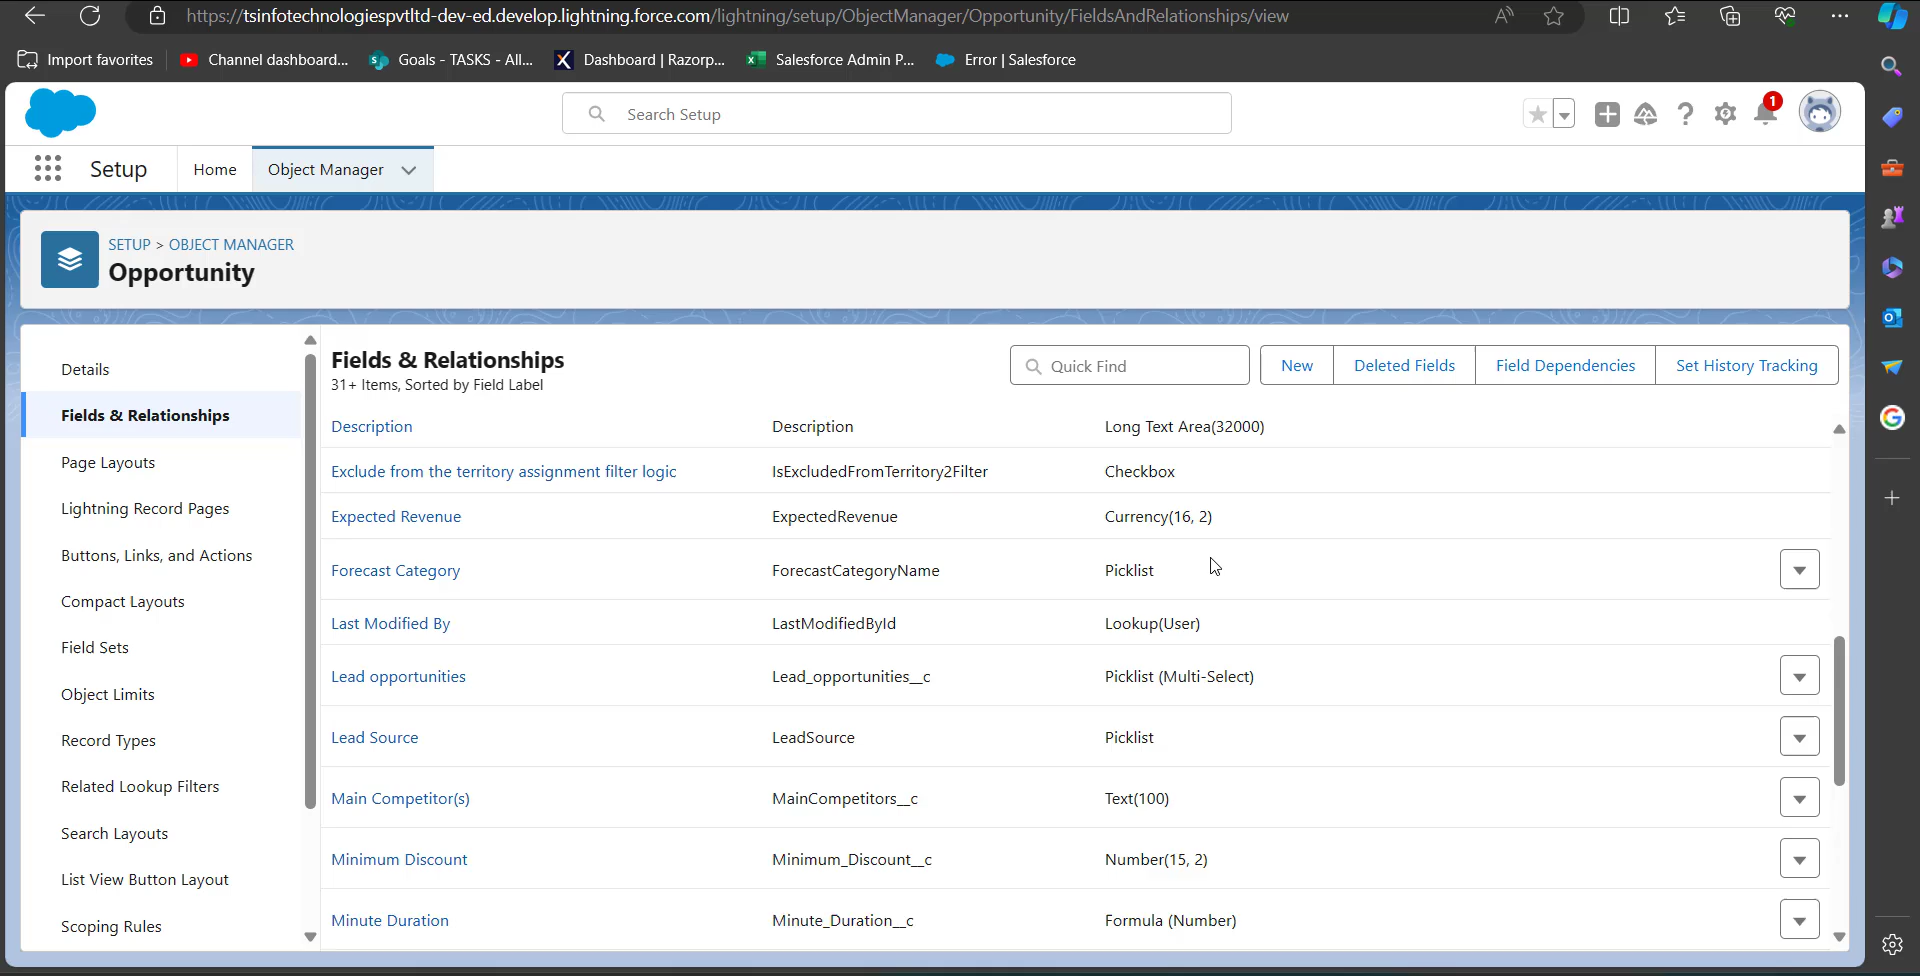 https://tsinfotechnologiespvtltd-dev-ed.develop.lightning.force.com/lightning/setup/ObjectManager/Opportunity/FieldsAndRelationships/view
Import favorites
Channel dashboard...
Goals - TASKS - All...
Dashboard | Razorp...
Salesforce Admin P...
Error | Salesforce
Search Setup
1
Setup
Home
Object Manager
SETUP > OBJECT MANAGER
Opportunity
Details
Fields & Relationships
Page Layouts
Lightning Record Pages
Buttons, Links, and Actions
Compact Layouts
Field Sets
Object Limits
Record Types
Related Lookup Filters
Search Layouts
List View Button Layout
Scoping Rules
Fields & Relationships
31+ Items, Sorted by Field Label
Quick Find
New
Deleted Fields
Field Dependencies
Set History Tracking
Description Description Long Text Area(32000)
Exclude from the territory assignment filter logic IsExcludedFromTerritory2Filter Checkbox
Expected Revenue ExpectedRevenue Currency(16, 2)
Forecast Category ForecastCategoryName Picklist
Last Modified By LastModifiedById Lookup(User)
Lead opportunities Lead_opportunities__c Picklist (Multi-Select)
Lead Source LeadSource Picklist
Main Competitor(s) MainCompetitors__c Text(100)
Minimum Discount Minimum_Discount__c Number(15, 2)
Minute Duration Minute_Duration__c Formula (Number)